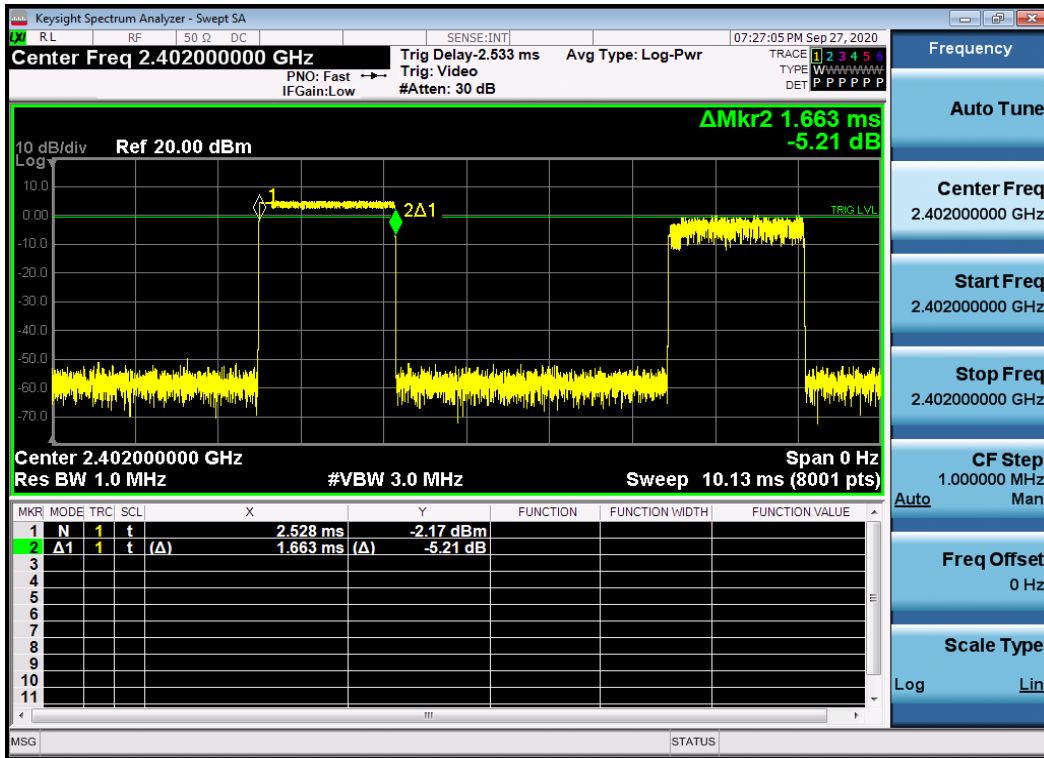 Keysight Spectrum Analyzer - Swept SA
LXI RL RF 50 Ω DC SENSE:INT 07:27:05 PM Sep 27, 2020
Center Freq 2.402000000 GHz
PNO: Fast
IFGain:Low
Trig Delay-2.533 ms
Trig: Video
#Atten: 30 dB
Avg Type: Log-Pwr
TRACE 1 2 3 4 5 6
TYPE WWWWWW
DET P P P P P P
ΔMkr2 1.663 ms
-5.21 dB
10 dB/div Ref 20.00 dBm
Log
10.0
0.00
-10.0
-20.0
-30.0
-40.0
-50.0
-60.0
-70.0
1
2Δ1
TRIG LVL
Center 2.402000000 GHz Span 0 Hz
Res BW 1.0 MHz #VBW 3.0 MHz Sweep 10.13 ms (8001 pts)
MKR MODE TRC SCL X Y FUNCTION FUNCTION WIDTH FUNCTION VALUE
1 N 1 t 2.528 ms -2.17 dBm
2 Δ1 1 t (Δ) 1.663 ms (Δ) -5.21 dB
3
4
5
6
7
8
9
10
11
MSG STATUS
Frequency
Auto Tune
Center Freq
2.402000000 GHz
Start Freq
2.402000000 GHz
Stop Freq
2.402000000 GHz
CF Step
1.000000 MHz
Auto Man
Freq Offset
0 Hz
Scale Type
Log Lin